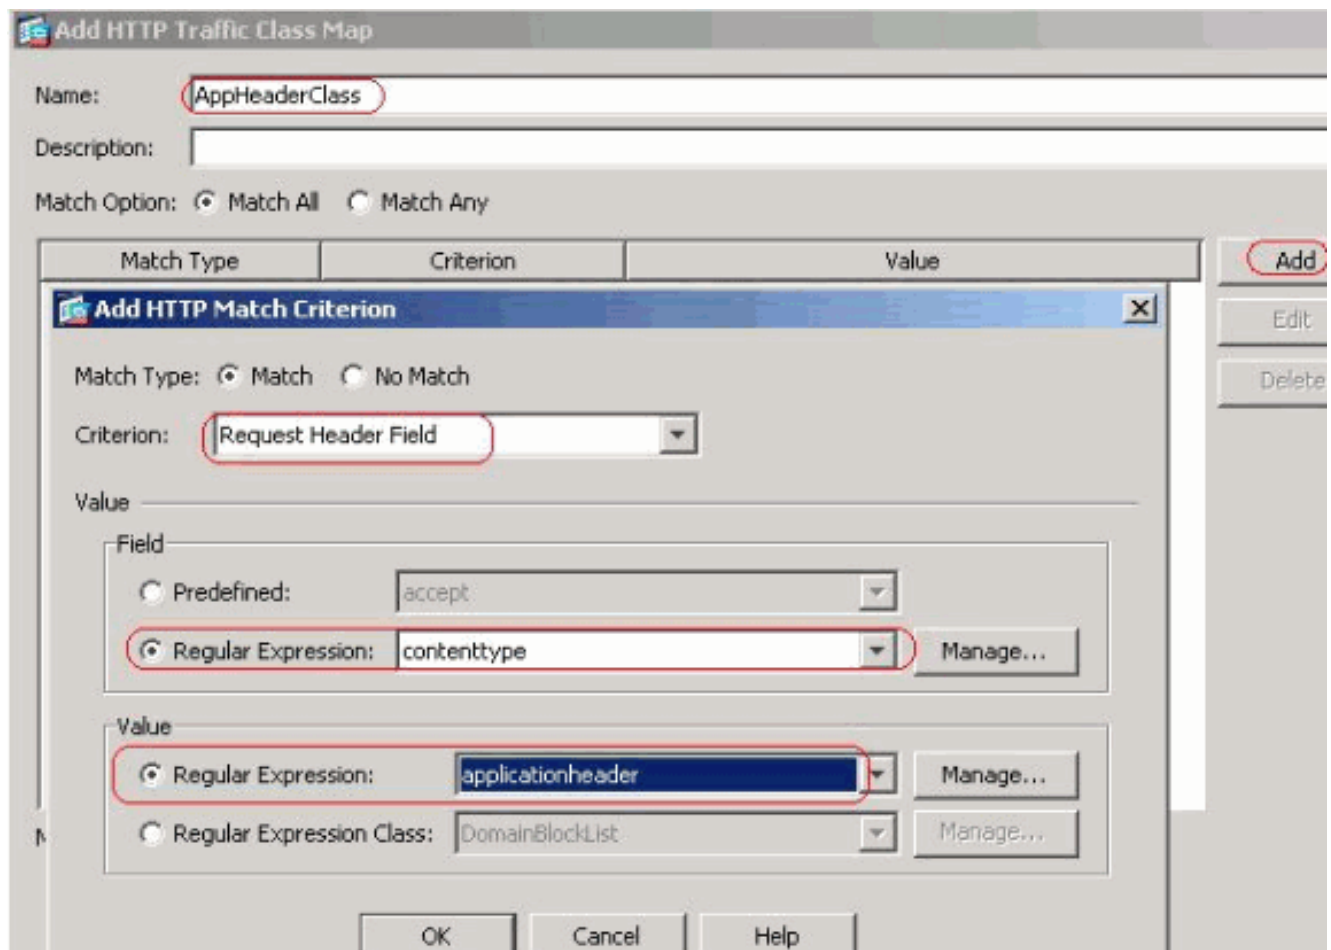 Add HTTP Traffic Class Map
Name: AppHeaderClass
Description:
Match Option: Match All Match Any
Match Type Criterion Value Add
Add HTTP Match Criterion
Edit
Match Type: Match No Match
Delete
Criterion: Request Header Field
Value
Field
Predefined: accept
Regular Expression: contenttype Manage...
Value
Regular Expression: applicationheader Manage...
Regular Expression Class: DomainBlockList Manage...
OK Cancel Help